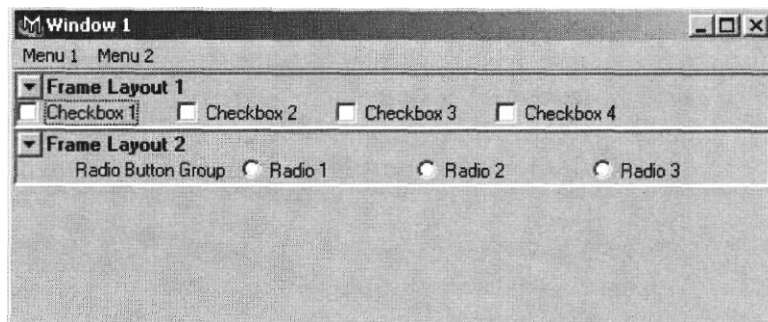 Window 1
Menu 1 Menu 2
Frame Layout 1
Checkbox 1 Checkbox 2 Checkbox 3 Checkbox 4
Frame Layout 2
Radio Button Group Radio 1 Radio 2 Radio 3